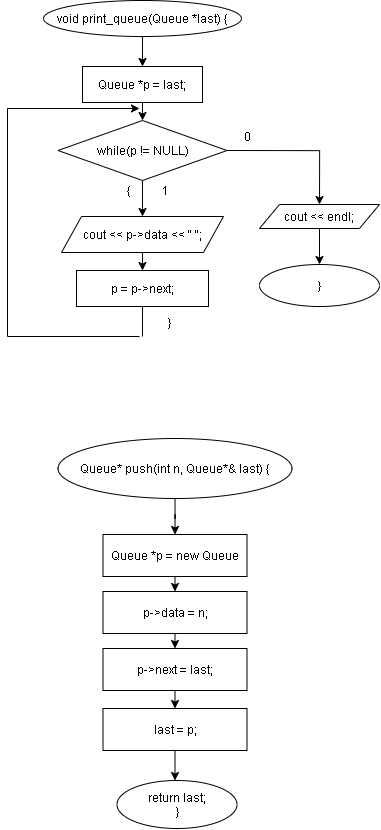 void print_queue(Queue *last) {
Queue *p = last;
while(p != NULL)
0
{ 1
cout << p->data << " ";
cout << endl;
p = p->next;
}
}
Queue* push(int n, Queue*& last) {
Queue *p = new Queue
p->data = n;
p->next = last;
last = p;
return last;
}